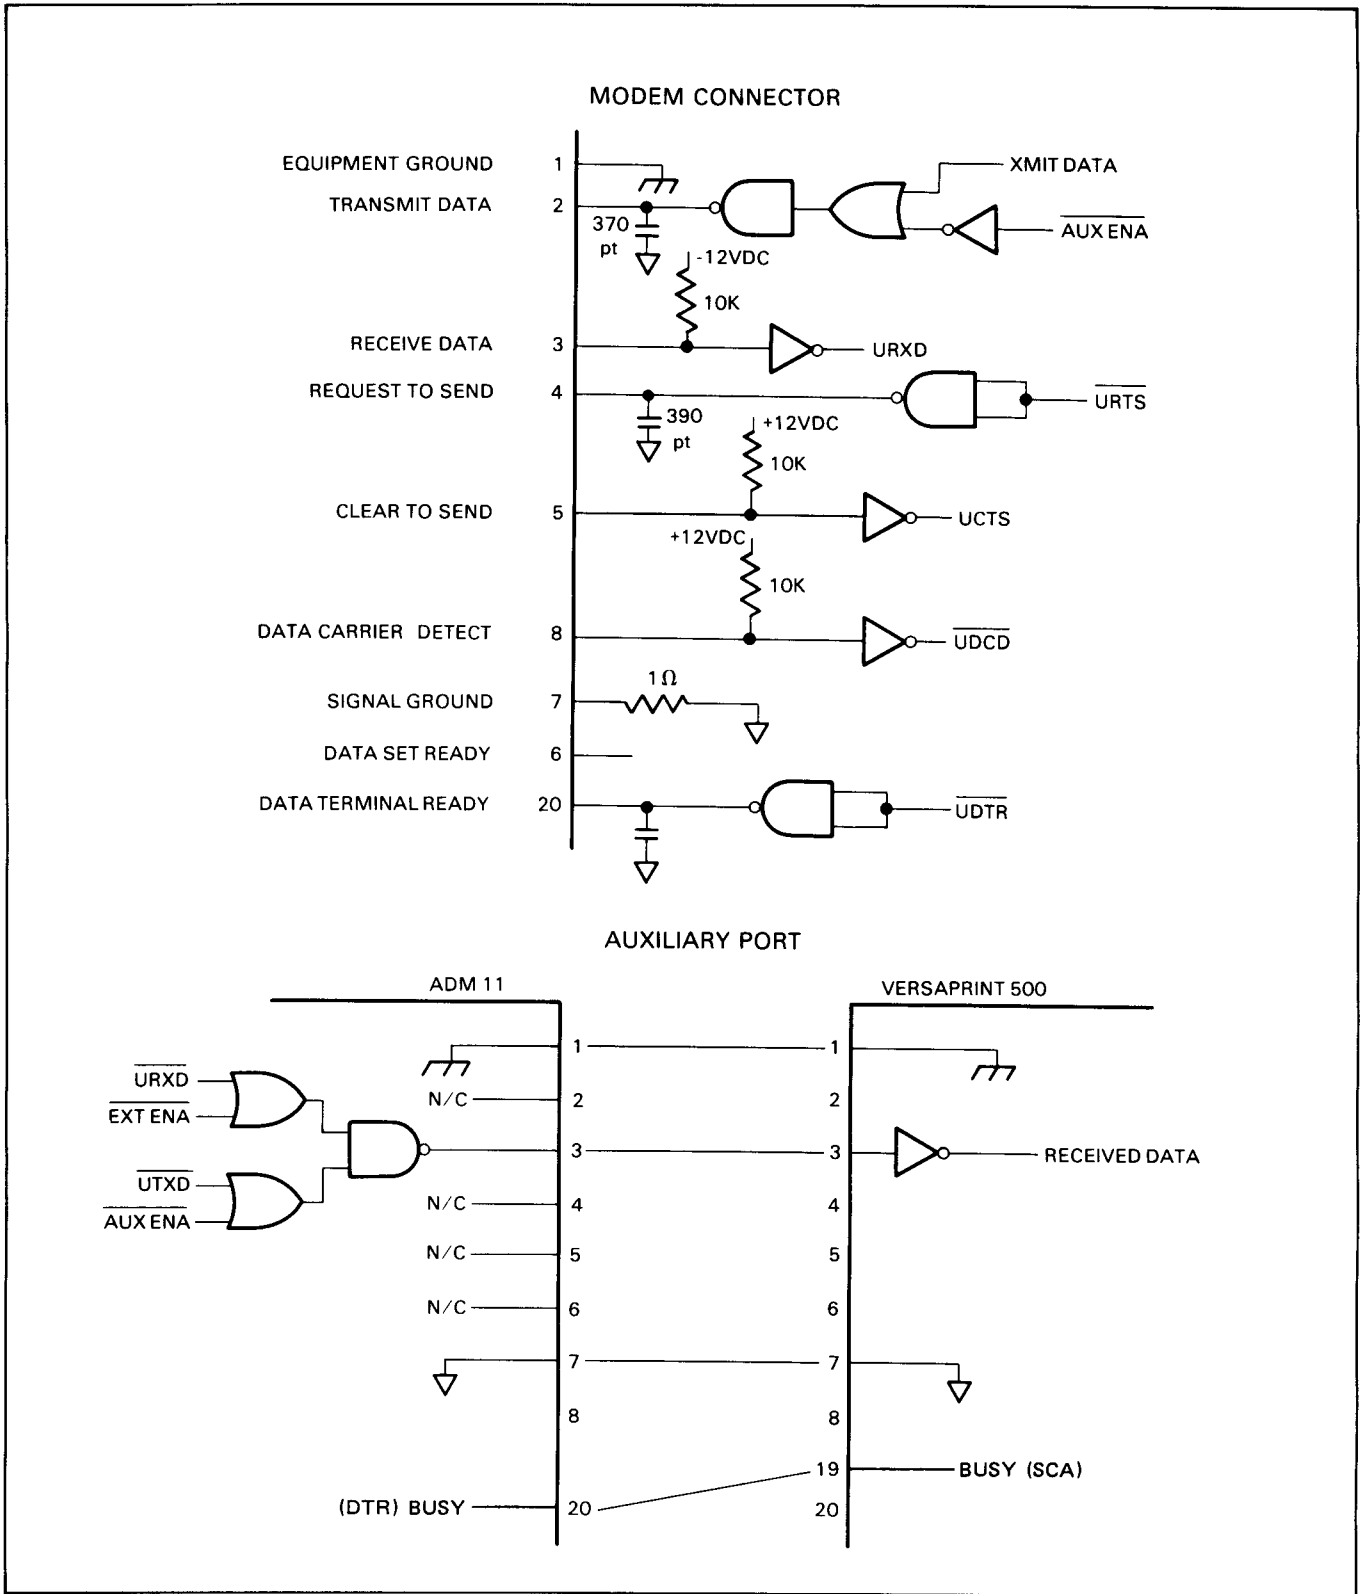 MODEM CONNECTOR
EQUIPMENT GROUND 1
XMIT DATA
TRANSMIT DATA 2
370
pt
AUX ENA
-12VDC
10K
RECEIVE DATA 3
URXD
REQUEST TO SEND 4
390
pt
URTS
+12VDC
10K
CLEAR TO SEND 5
UCTS
+12VDC
10K
DATA CARRIER DETECT 8
UDCD
1Ω
SIGNAL GROUND 7
DATA SET READY 6
DATA TERMINAL READY 20
UDTR
AUXILIARY PORT
ADM 11
VERSAPRINT 500
1 1
URXD
EXT ENA
N/C 2 2
3 3 RECEIVED DATA
UTXD
AUX ENA
N/C 4 4
N/C 5 5
N/C 6 6
7 7
8 8
19 BUSY (SCA)
(DTR) BUSY 20 20